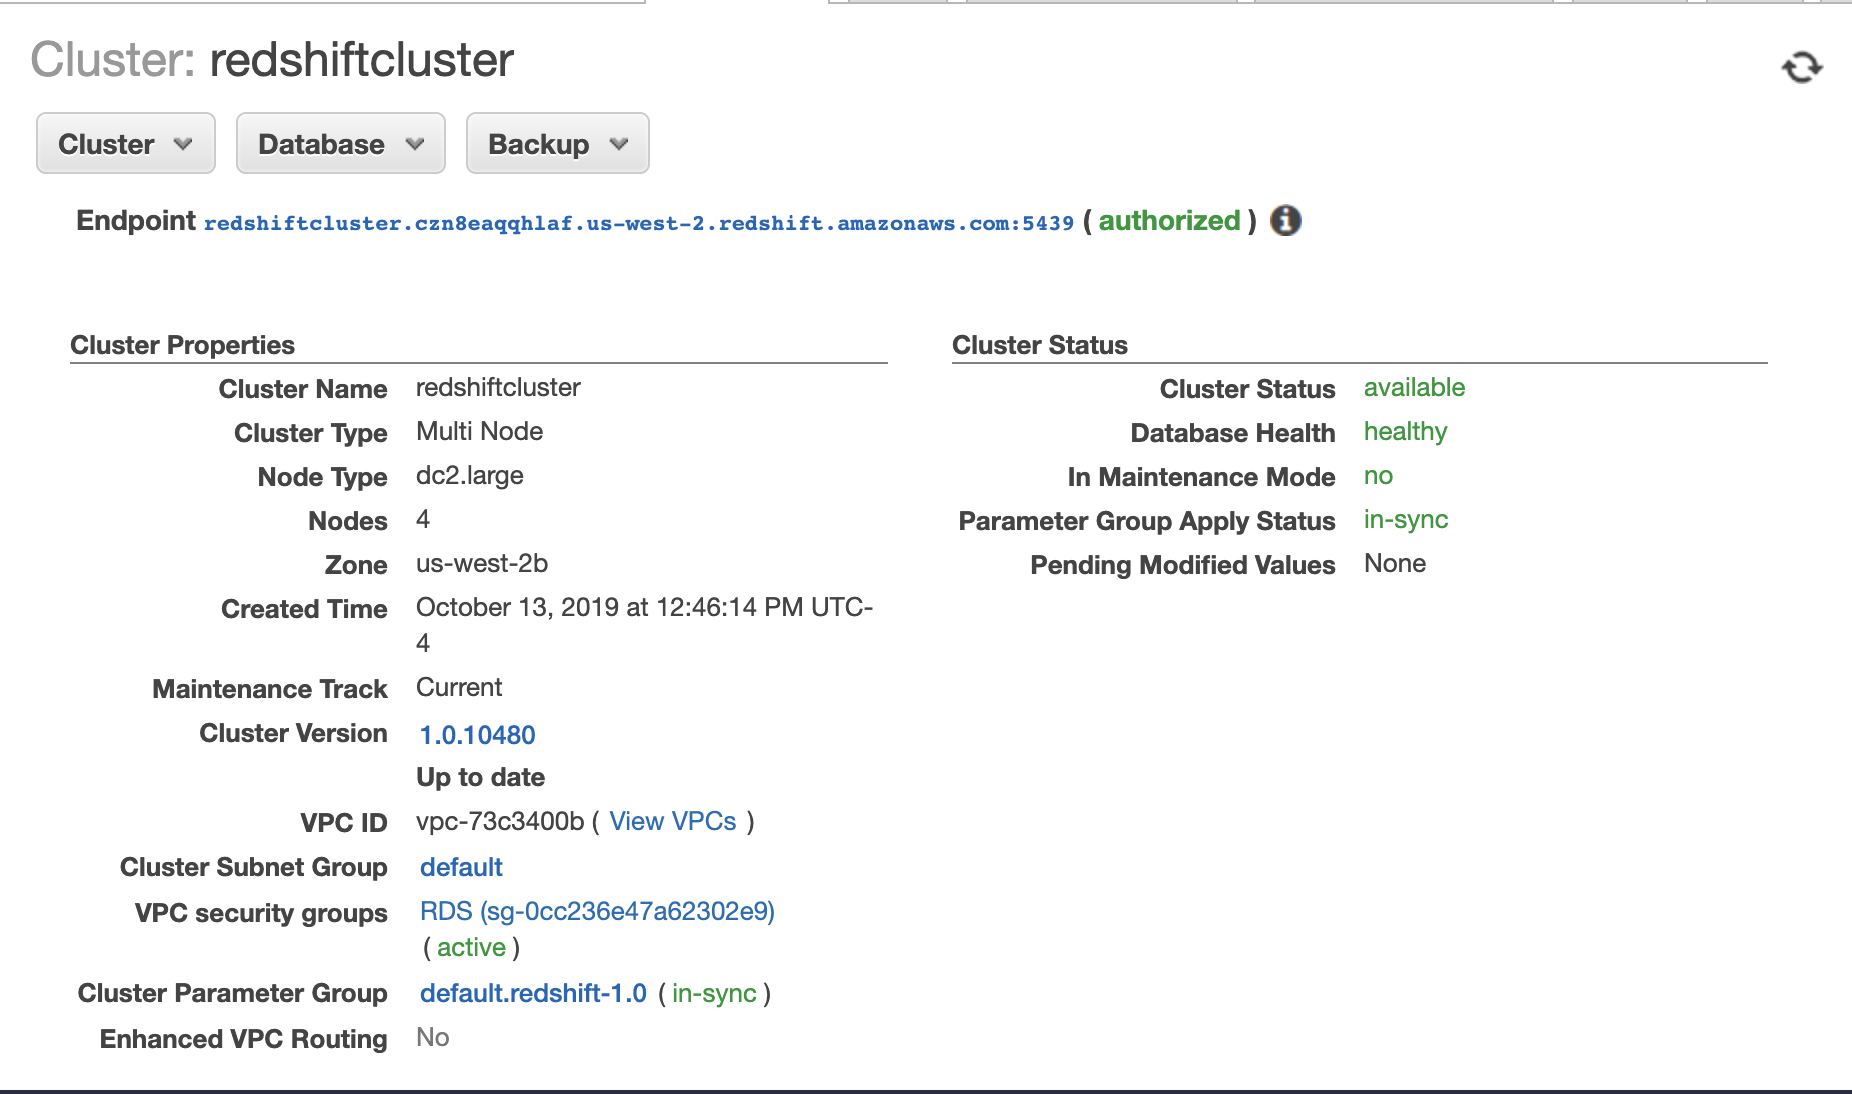 Cluster: redshiftcluster
Cluster Database Backup
Endpoint redshiftcluster.czn8eaqqhlaf.us-west-2.redshift.amazonaws.com:5439 ( authorized )
Cluster Properties
Cluster Name redshiftcluster
Cluster Type Multi Node
Node Type dc2.large
Nodes 4
Zone us-west-2b
Created Time October 13, 2019 at 12:46:14 PM UTC-
4
Maintenance Track Current
Cluster Version 1.0.10480
Up to date
VPC ID vpc-73c3400b ( View VPCs )
Cluster Subnet Group default
VPC security groups RDS (sg-0cc236e47a62302e9)
( active )
Cluster Parameter Group default.redshift-1.0 ( in-sync )
Enhanced VPC Routing No
Cluster Status
Cluster Status available
Database Health healthy
In Maintenance Mode no
Parameter Group Apply Status in-sync
Pending Modified Values None